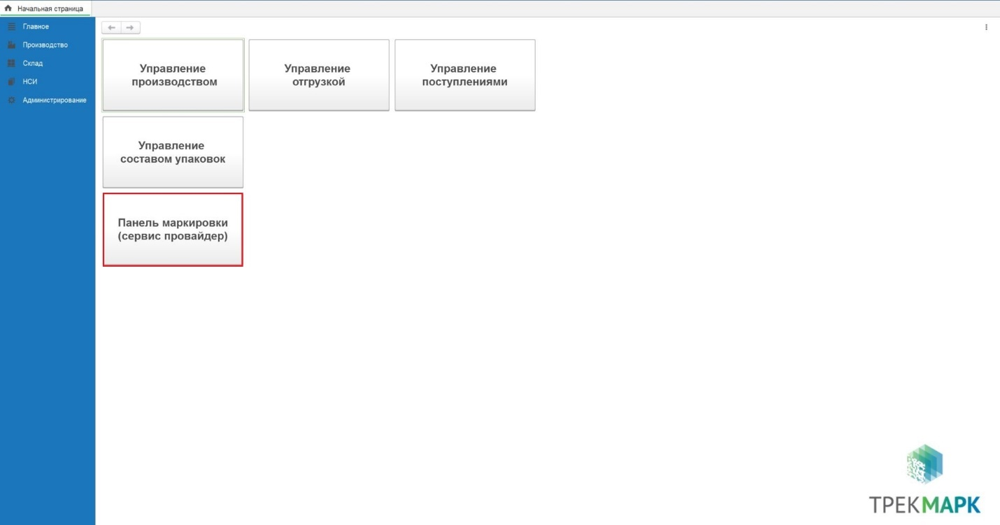 Начальная страница
Главное
Производство
Склад
НСИ
Администрирование
Управление
производством
Управление
отгрузкой
Управление
поступлениями
Управление
составом упаковок
Панель маркировки
(сервис провайдер)
ТРЕКМАРК